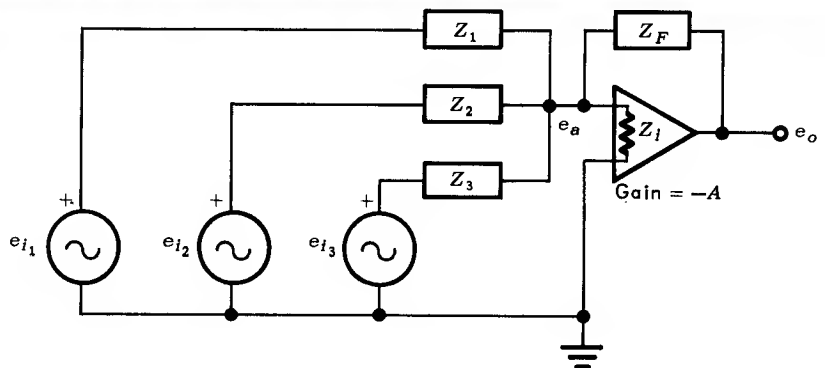 Z1
ZF
Z2
ea
Zi
eo
Z3
Gain = −A
+
+
+
ei1
ei2
ei3